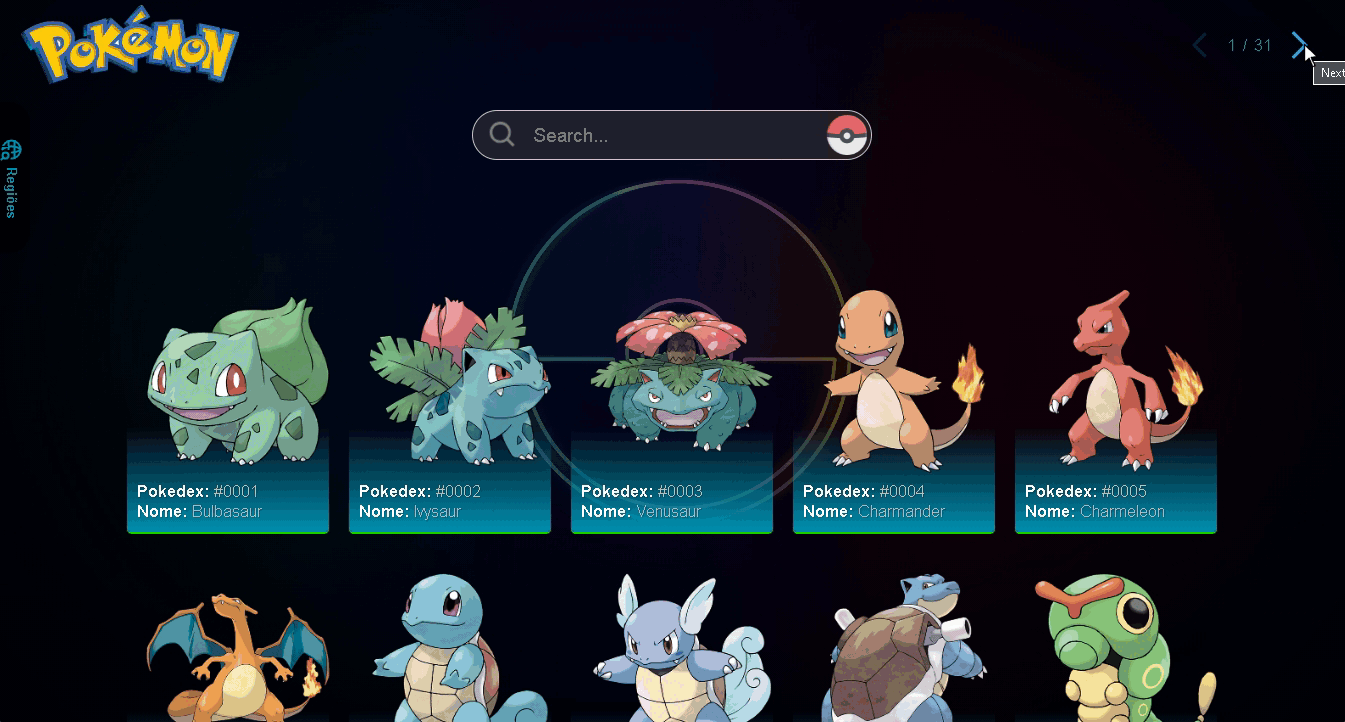 POKéMON
1 / 31
Next
Search...
Regiões
Pokedex: #0001
Nome: Bulbasaur
Pokedex: #0002
Nome: Ivysaur
Pokedex: #0003
Nome: Venusaur
Pokedex: #0004
Nome: Charmander
Pokedex: #0005
Nome: Charmeleon